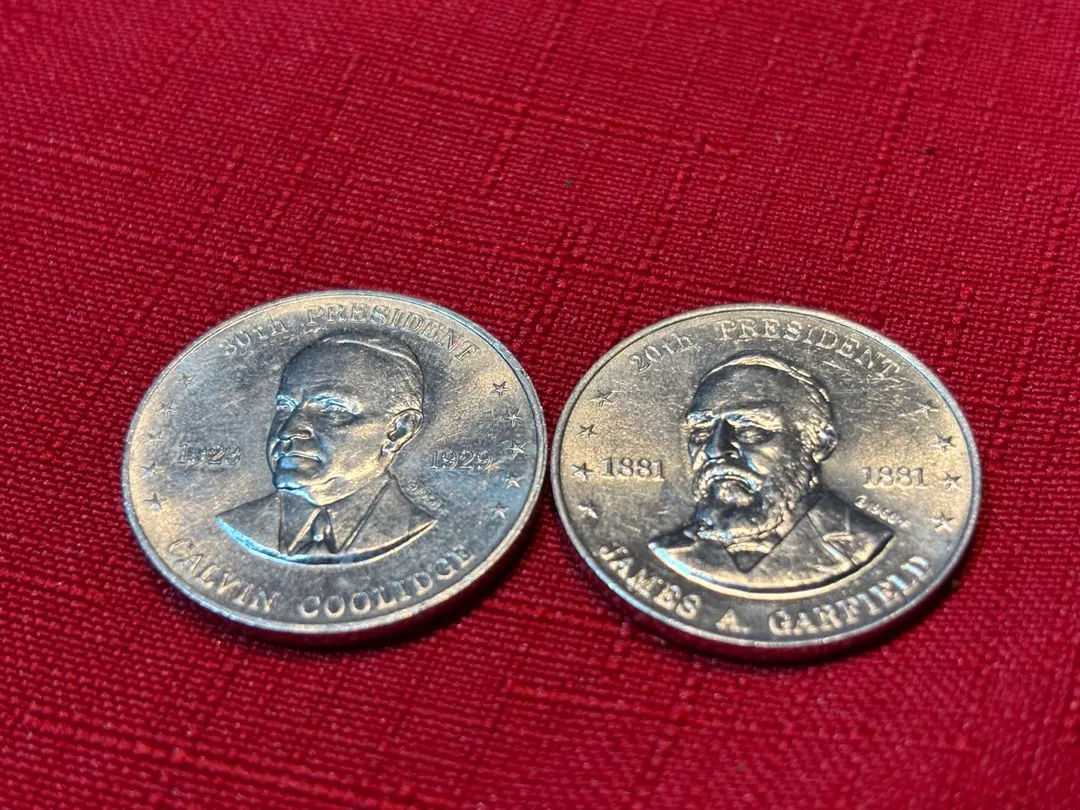 30th PRESIDENT
1923 1929
CALVIN COOLIDGE
20th PRESIDENT
1881 1881
JAMES A. GARFIELD